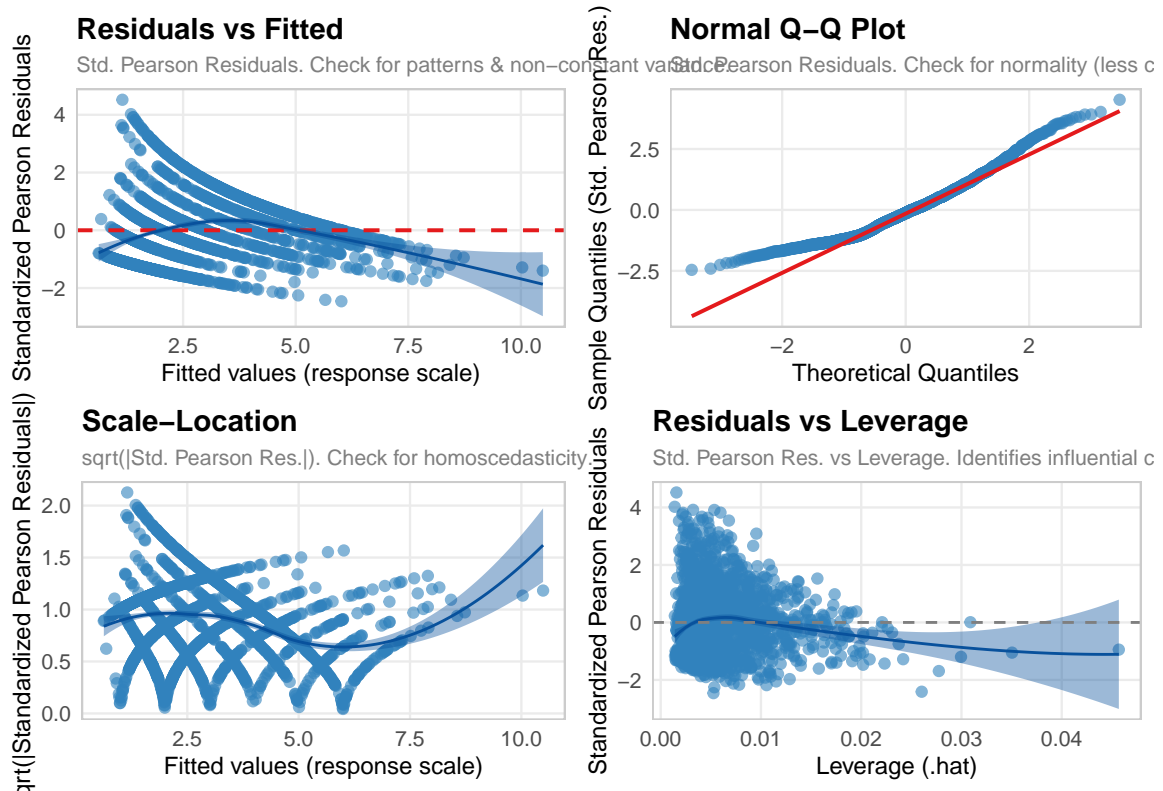 Residuals vs Fitted
Std. Pearson Residuals. Check for patterns & non−constant variance.
Standardized Pearson Residuals
4
2
0
−2
2.5
5.0
7.5
10.0
Fitted values (response scale)
Normal Q−Q Plot
Std. Pearson Residuals. Check for normality (less c
Sample Quantiles (Std. Pearson Res.)
2.5
0.0
−2.5
−2
0
2
Theoretical Quantiles
Scale−Location
sqrt(|Std. Pearson Res.|). Check for homoscedasticity.
qrt(|Standardized Pearson Residuals|)
2.0
1.5
1.0
0.5
0.0
2.5
5.0
7.5
10.0
Fitted values (response scale)
Residuals vs Leverage
Std. Pearson Res. vs Leverage. Identifies influential c
Standardized Pearson Residuals
4
2
0
−2
0.00
0.01
0.02
0.03
0.04
Leverage (.hat)